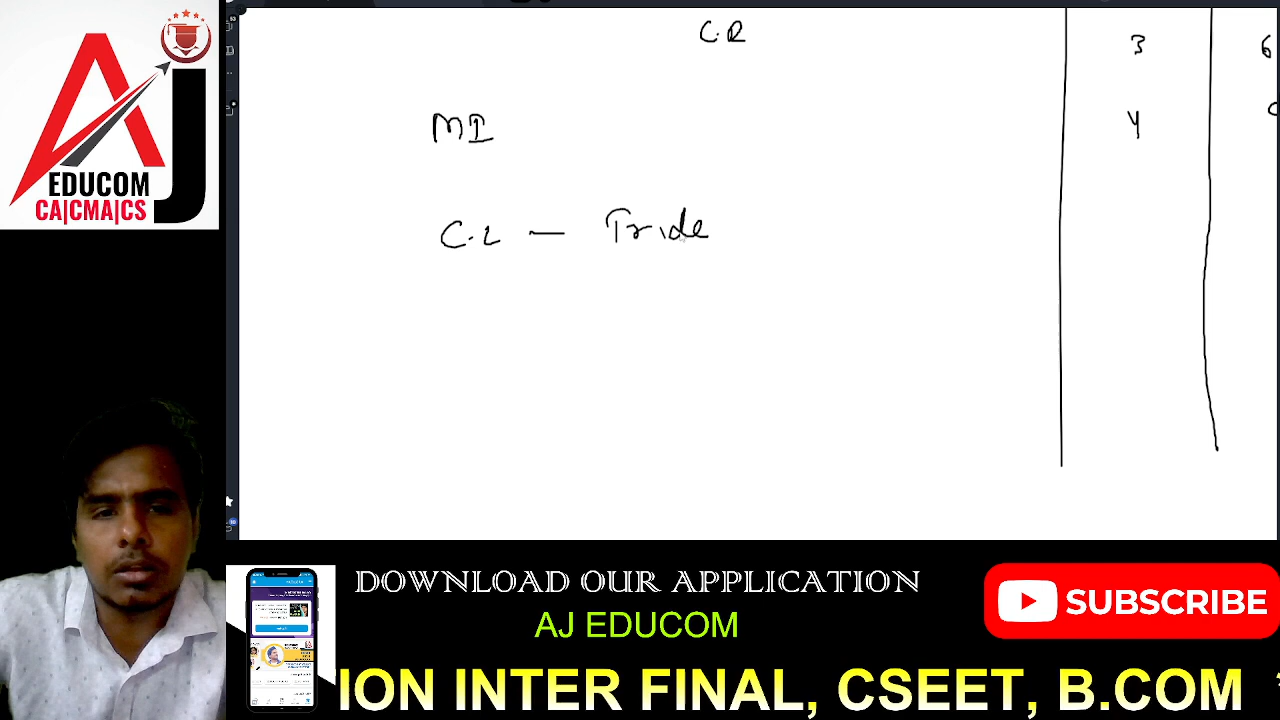 C.R 3 6
MI 4
C.L — Trade
AJ
EDUCOM
CA|CMA|CS
DOWNLOAD OUR APPLICATION
AJ EDUCOM
SUBSCRIBE
ION INTER FINAL, CSEET, B.COM